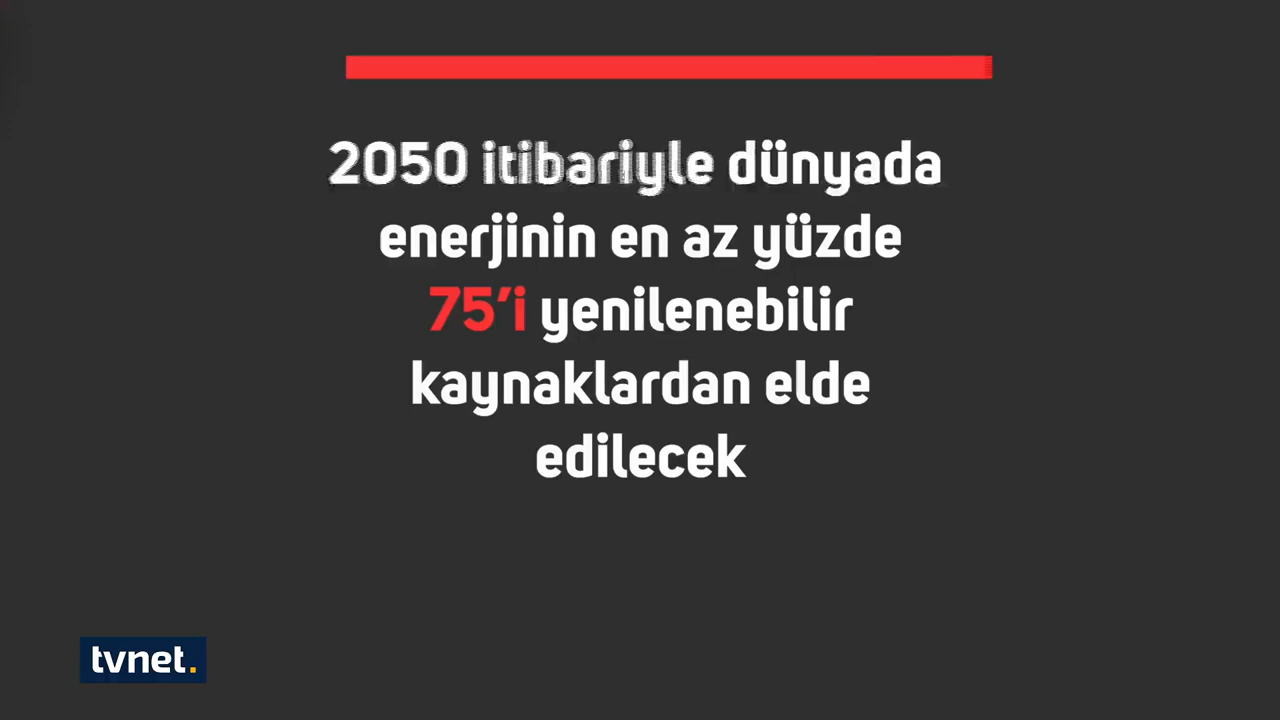 2050 itibariyle dünyada
enerjinin en az yüzde
75’i yenilenebilir
kaynaklardan elde
edilecek
tvnet.